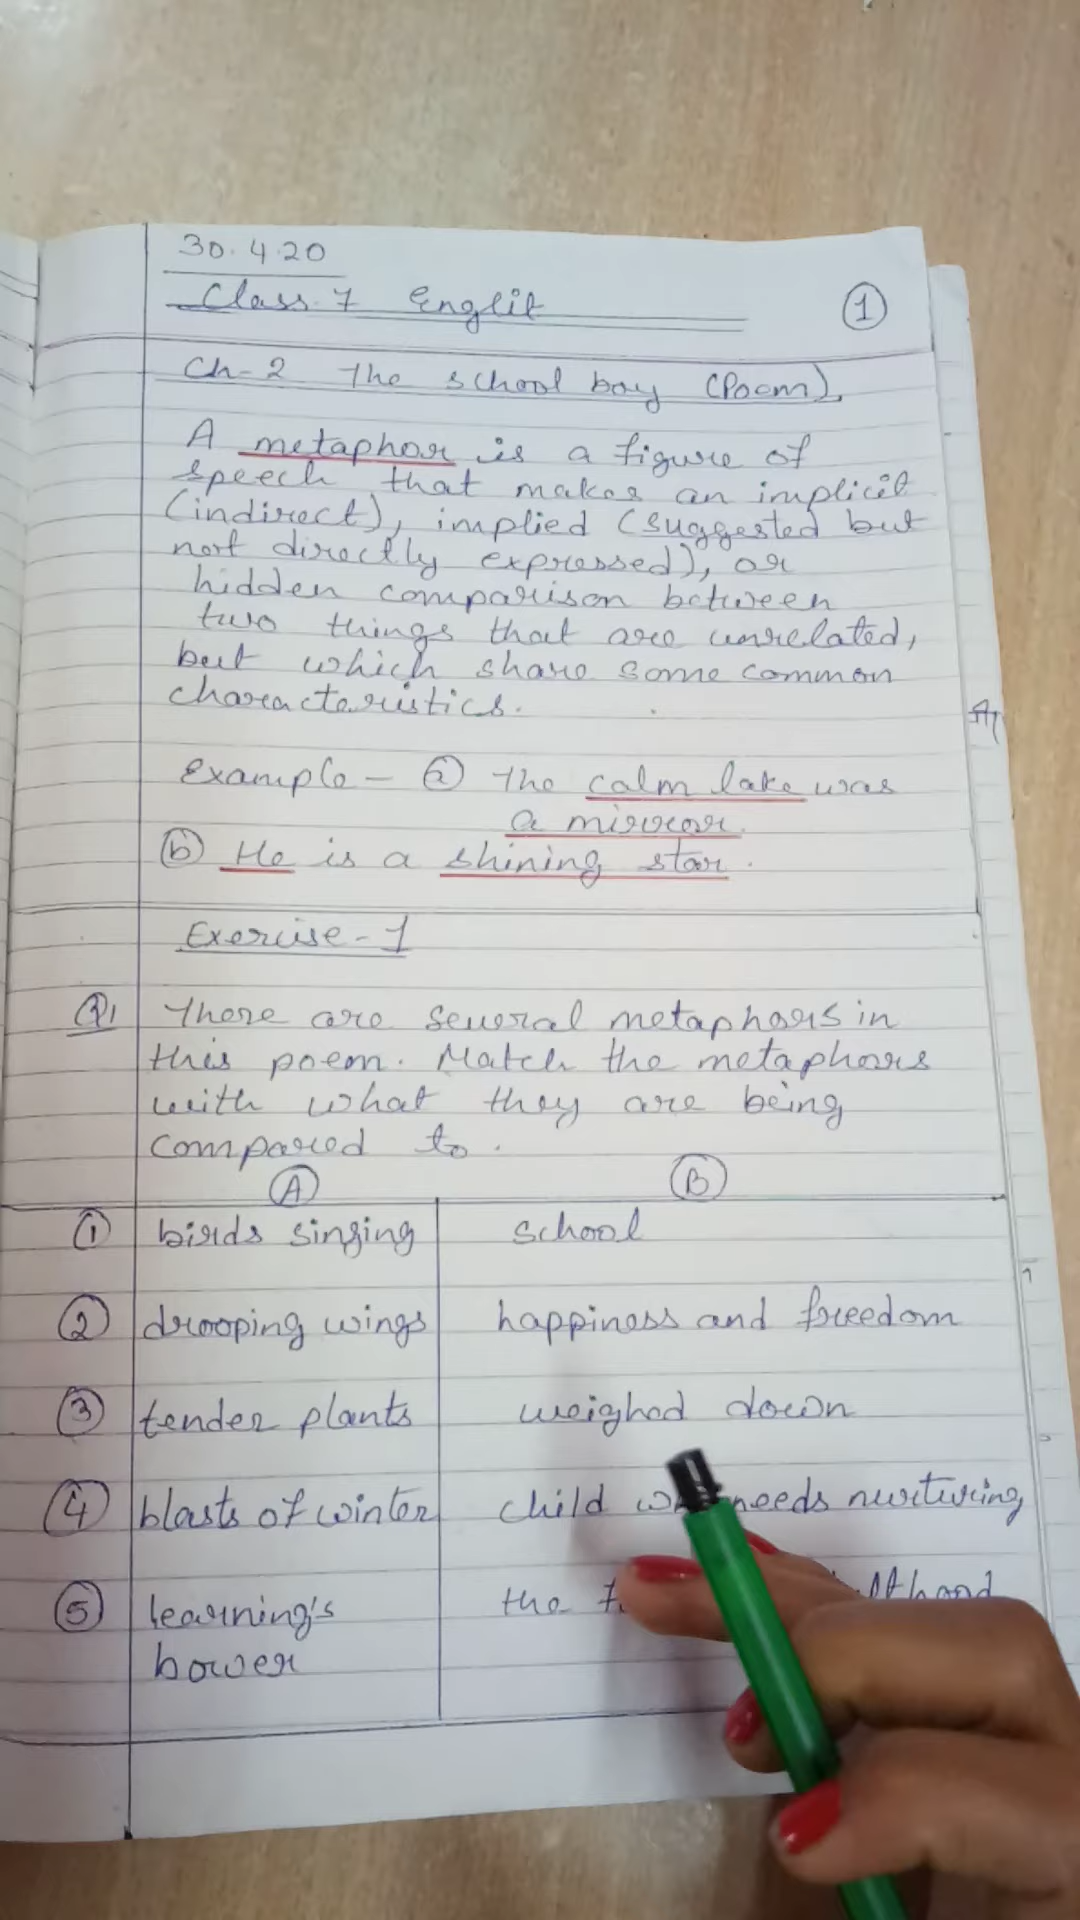 30.4.20
Class-7 Englit
1
Ch-2 The school boy (Poem).
A metaphor is a figure of
speech that makes an implicit
(indirect), implied (suggested but
not directly expressed), or
hidden comparison between
two things that are unrelated,
but which share some common
characteristics.
Example - (a) The calm lake was
a mirror.
(b) He is a shining star.
Exercise-1
Q1 There are several metaphors in
this poem. Match the metaphors
with what they are being
compared to.
A B
1 birds singing school
2 drooping wings happiness and freedom
3 tender plants weighed down
4 blasts of winter child needs nurturing
5 learning's the
bower